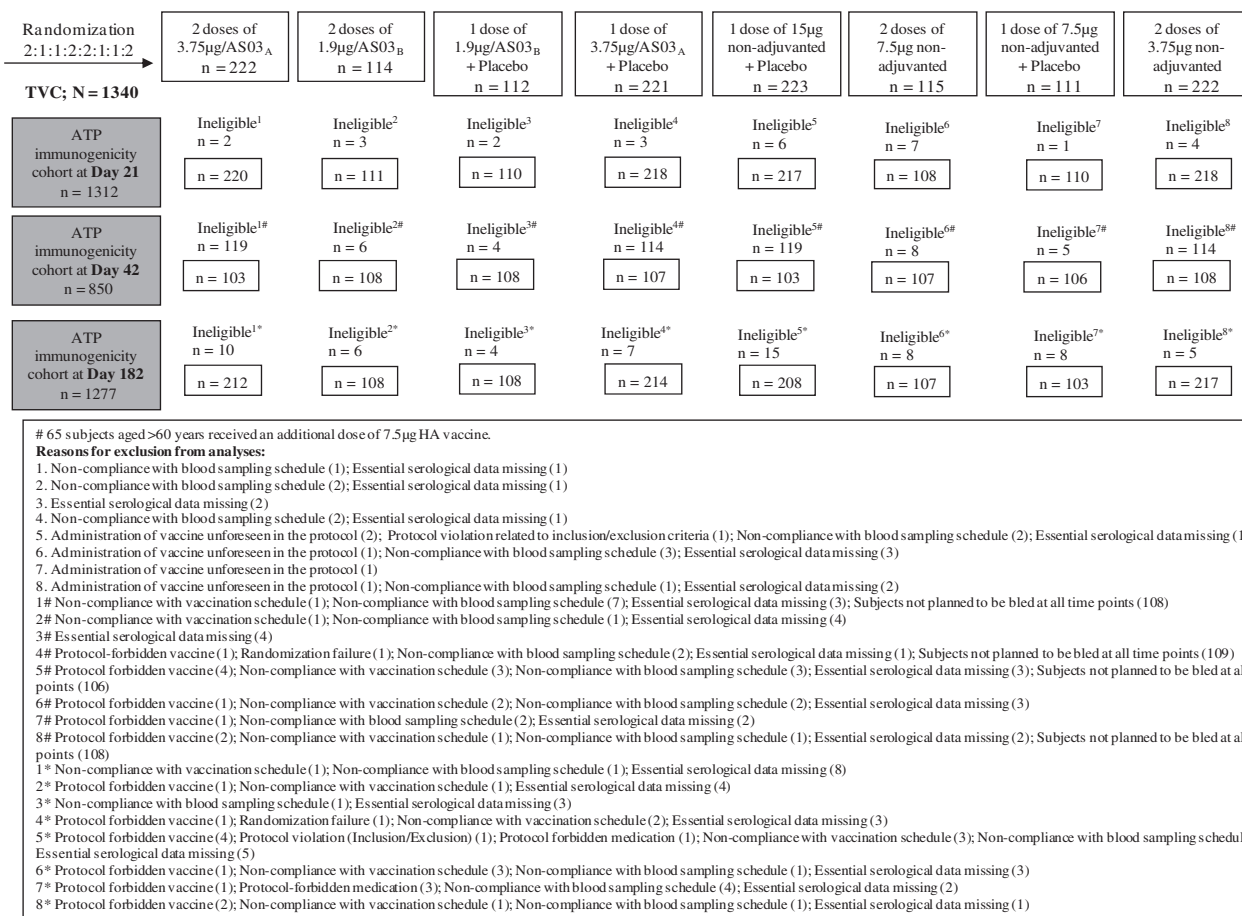 Randomization
2:1:1:2:2:1:1:2
TVC; N = 1340
2 doses of
3.75µg/AS03A
n = 222
2 doses of
1.9µg/AS03B
n = 114
1 dose of
1.9µg/AS03B
+ Placebo
n = 112
1 dose of
3.75µg/AS03A
+ Placebo
n = 221
1 dose of 15µg
non-adjuvanted
+ Placebo
n = 223
2 doses of
7.5µg non-
adjuvanted
n = 115
1 dose of 7.5µg
non-adjuvanted
+ Placebo
n = 111
2 doses of
3.75µg non-
adjuvanted
n = 222
ATP
immunogenicity
cohort at Day 21
n = 1312
Ineligible1
n = 2
n = 220
Ineligible2
n = 3
n = 111
Ineligible3
n = 2
n = 110
Ineligible4
n = 3
n = 218
Ineligible5
n = 6
n = 217
Ineligible6
n = 7
n = 108
Ineligible7
n = 1
n = 110
Ineligible8
n = 4
n = 218
ATP
immunogenicity
cohort at Day 42
n = 850
Ineligible1#
n = 119
n = 103
Ineligible2#
n = 6
n = 108
Ineligible3#
n = 4
n = 108
Ineligible4#
n = 114
n = 107
Ineligible5#
n = 119
n = 103
Ineligible6#
n = 8
n = 107
Ineligible7#
n = 5
n = 106
Ineligible8#
n = 114
n = 108
ATP
immunogenicity
cohort at Day 182
n = 1277
Ineligible1*
n = 10
n = 212
Ineligible2*
n = 6
n = 108
Ineligible3*
n = 4
n = 108
Ineligible4*
n = 7
n = 214
Ineligible5*
n = 15
n = 208
Ineligible6*
n = 8
n = 107
Ineligible7*
n = 8
n = 103
Ineligible8*
n = 5
n = 217
# 65 subjects aged >60 years received an additional dose of 7.5µg HA vaccine.
Reasons for exclusion from analyses:
1. Non-compliance with blood sampling schedule (1); Essential serological data missing (1)
2. Non-compliance with blood sampling schedule (2); Essential serological data missing (1)
3. Essential serological data missing (2)
4. Non-compliance with blood sampling schedule (2); Essential serological data missing (1)
5. Administration of vaccine unforeseen in the protocol (2); Protocol violation related to inclusion/exclusion criteria (1); Non-compliance with blood sampling schedule (2); Essential serological data missing (1
6. Administration of vaccine unforeseen in the protocol (1); Non-compliance with blood sampling schedule (3); Essential serological data missing (3)
7. Administration of vaccine unforeseen in the protocol (1)
8. Administration of vaccine unforeseen in the protocol (1); Non-compliance with blood sampling schedule (1); Essential serological data missing (2)
1# Non-compliance with vaccination schedule (1); Non-compliance with blood sampling schedule (7); Essential serological data missing (3); Subjects not planned to be bled at all time points (108)
2# Non-compliance with vaccination schedule (1); Non-compliance with blood sampling schedule (1); Essential serological data missing (4)
3# Essential serological data missing (4)
4# Protocol-forbidden vaccine (1); Randomization failure (1); Non-compliance with blood sampling schedule (2); Essential serological data missing (1); Subjects not planned to be bled at all time points (109)
5# Protocol forbidden vaccine (4); Non-compliance with vaccination schedule (3); Non-compliance with blood sampling schedule (3); Essential serological data missing (3); Subjects not planned to be bled at al
points (106)
6# Protocol forbidden vaccine (1); Non-compliance with vaccination schedule (2); Non-compliance with blood sampling schedule (2); Essential serological data missing (3)
7# Protocol forbidden vaccine (1); Non-compliance with blood sampling schedule (2); Essential serological data missing (2)
8# Protocol forbidden vaccine (2); Non-compliance with vaccination schedule (1); Non-compliance with blood sampling schedule (1); Essential serological data missing (2); Subjects not planned to be bled at al
points (108)
1* Non-compliance with vaccination schedule (1); Non-compliance with blood sampling schedule (1); Essential serological data missing (8)
2* Protocol forbidden vaccine (1); Non-compliance with vaccination schedule (1); Essential serological data missing (4)
3* Non-compliance with blood sampling schedule (1); Essential serological data missing (3)
4* Protocol forbidden vaccine (1); Randomization failure (1); Non-compliance with vaccination schedule (2); Essential serological data missing (3)
5* Protocol forbidden vaccine (4); Protocol violation (Inclusion/Exclusion) (1); Protocol forbidden medication (1); Non-compliance with vaccination schedule (3); Non-compliance with blood sampling schedul
Essential serological data missing (5)
6* Protocol forbidden vaccine (1); Non-compliance with vaccination schedule (3); Non-compliance with blood sampling schedule (1); Essential serological data missing (3)
7* Protocol forbidden vaccine (1); Protocol-forbidden medication (3); Non-compliance with blood sampling schedule (4); Essential serological data missing (2)
8* Protocol forbidden vaccine (2); Non-compliance with vaccination schedule (1); Non-compliance with blood sampling schedule (1); Essential serological data missing (1)